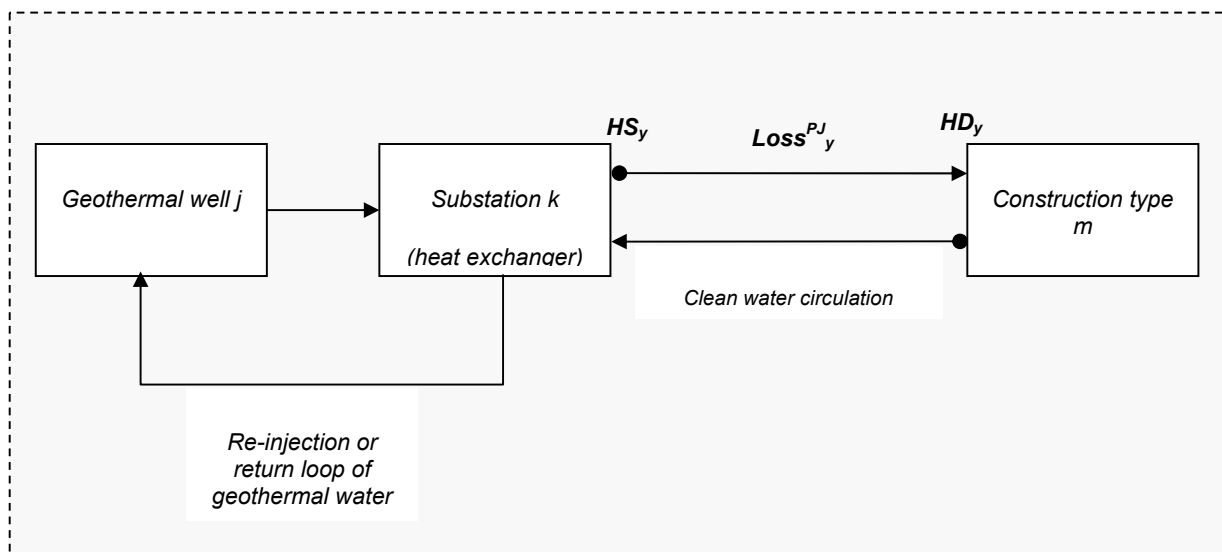 HSy
LossPJy
HDy
Geothermal well j
Substation k
(heat exchanger)
Construction type
m
Clean water circulation
Re-injection or
return loop of
geothermal water